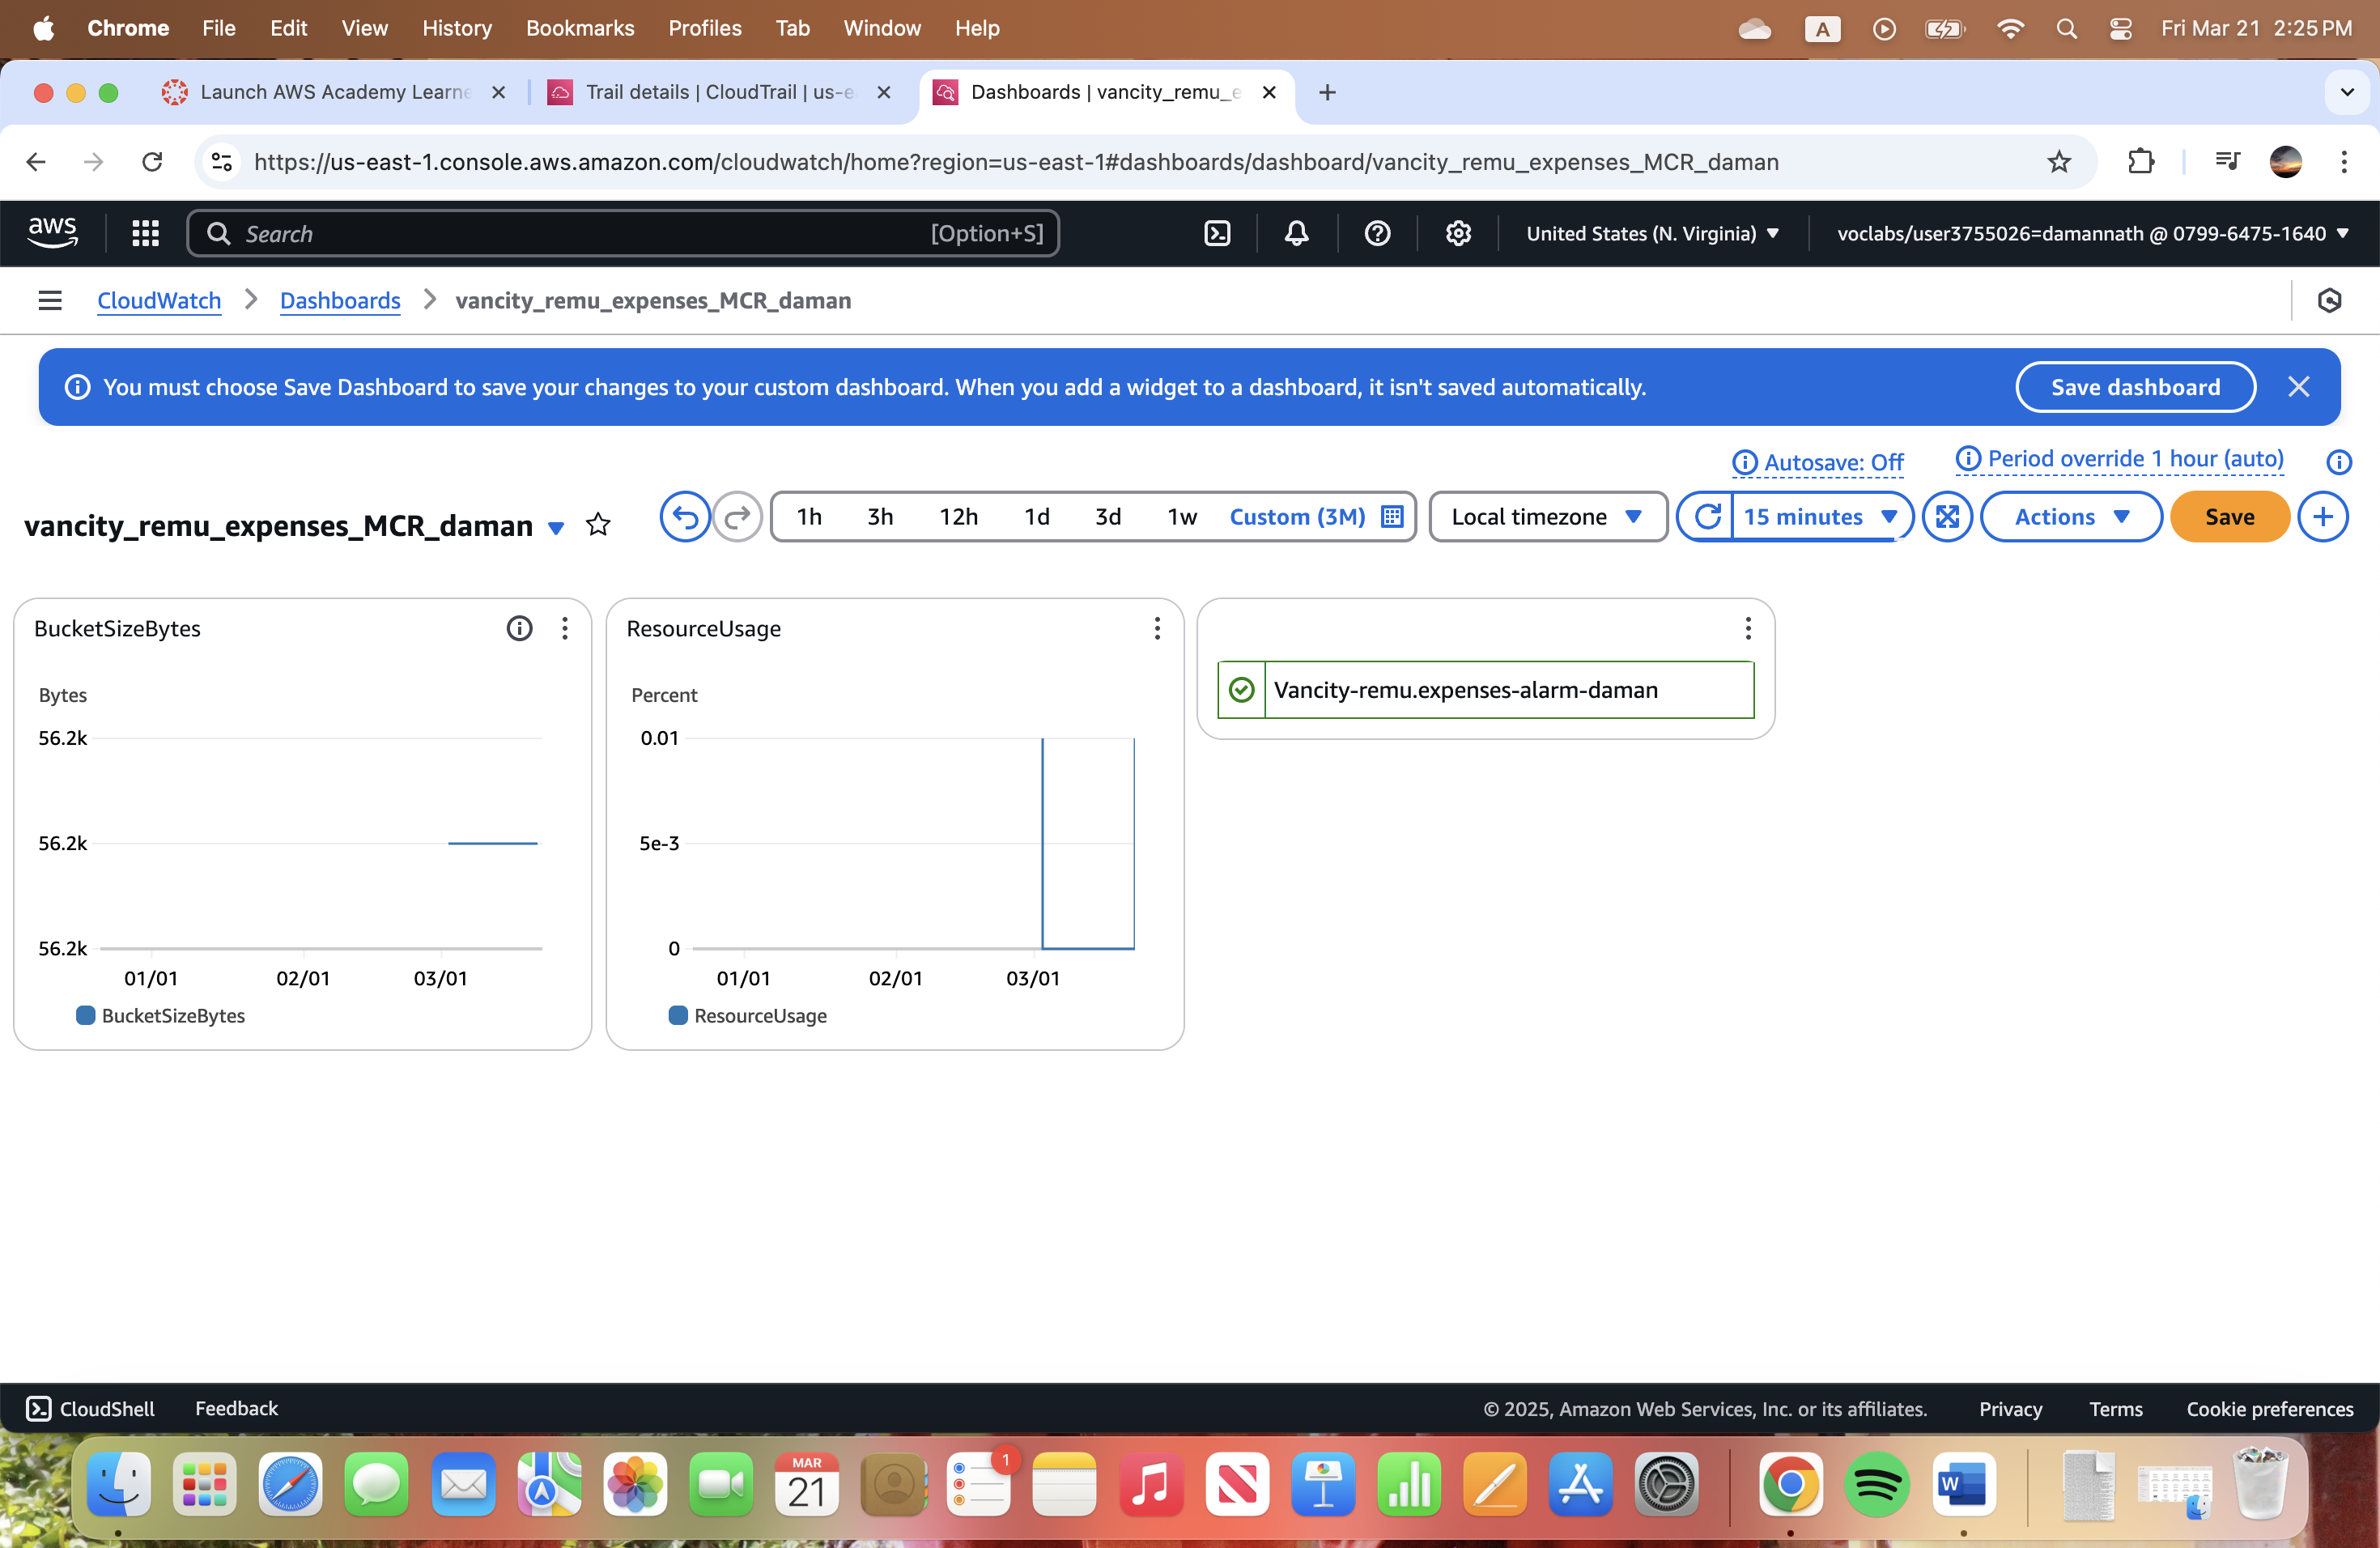 Chrome File Edit View History Bookmarks Profiles Tab Window Help A Fri Mar 21 2:25 PM
Launch AWS Academy Learne Trail details | CloudTrail | us-e Dashboards | vancity_remu_e
https://us-east-1.console.aws.amazon.com/cloudwatch/home?region=us-east-1#dashboards/dashboard/vancity_remu_expenses_MCR_daman
aws Search [Option+S] United States (N. Virginia) voclabs/user3755026=damannath @ 0799-6475-1640
CloudWatch Dashboards vancity_remu_expenses_MCR_daman
You must choose Save Dashboard to save your changes to your custom dashboard. When you add a widget to a dashboard, it isn't saved automatically. Save dashboard
Autosave: Off Period override 1 hour (auto)
vancity_remu_expenses_MCR_daman 1h 3h 12h 1d 3d 1w Custom (3M) Local timezone 15 minutes Actions Save
BucketSizeBytes
Bytes
56.2k
56.2k
56.2k
01/01 02/01 03/01
BucketSizeBytes
ResourceUsage
Percent
0.01
5e-3
0
01/01 02/01 03/01
ResourceUsage
Vancity-remu.expenses-alarm-daman
CloudShell Feedback © 2025, Amazon Web Services, Inc. or its affiliates. Privacy Terms Cookie preferences
MAR
21
1
W